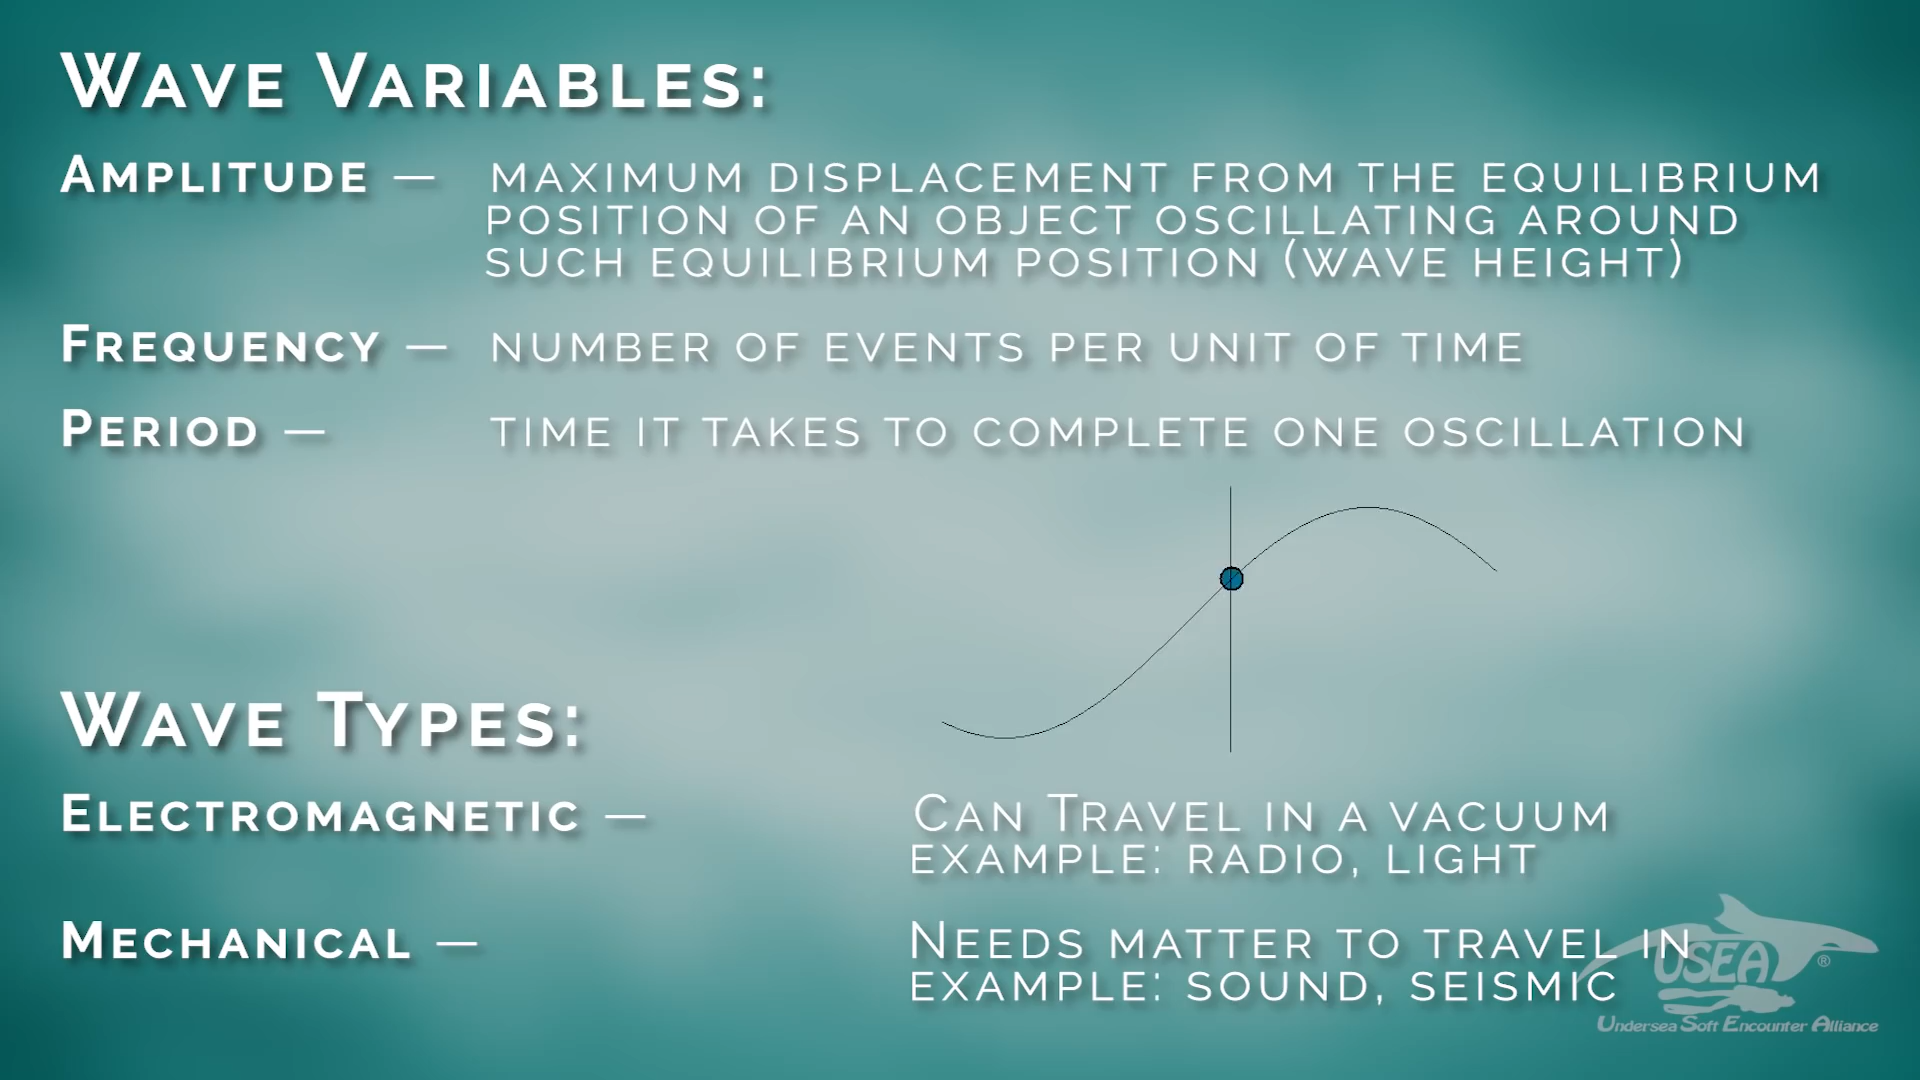 Wave Variables:
Amplitude — maximum displacement from the equilibrium
position of an object oscillating around
such equilibrium position (wave height)
Frequency — number of events per unit of time
Period — time it takes to complete one oscillation
Wave Types:
Electromagnetic — Can Travel in a vacuum
example: radio, light
Mechanical — Needs matter to travel in
example: sound, seismic
USEA®
Undersea Soft Encounter Alliance